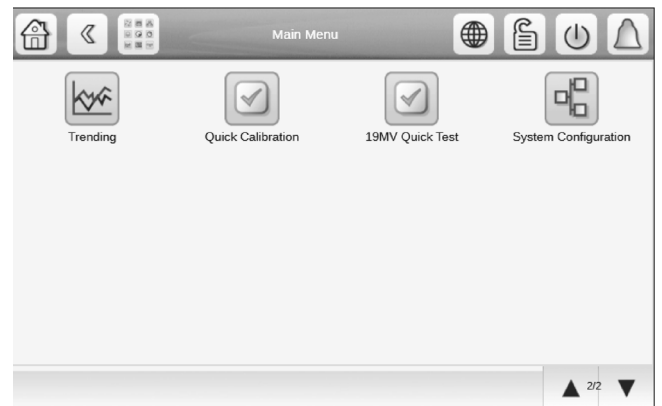 Main Menu
Trending
Quick Calibration
19MV Quick Test
System Configuration
2/2